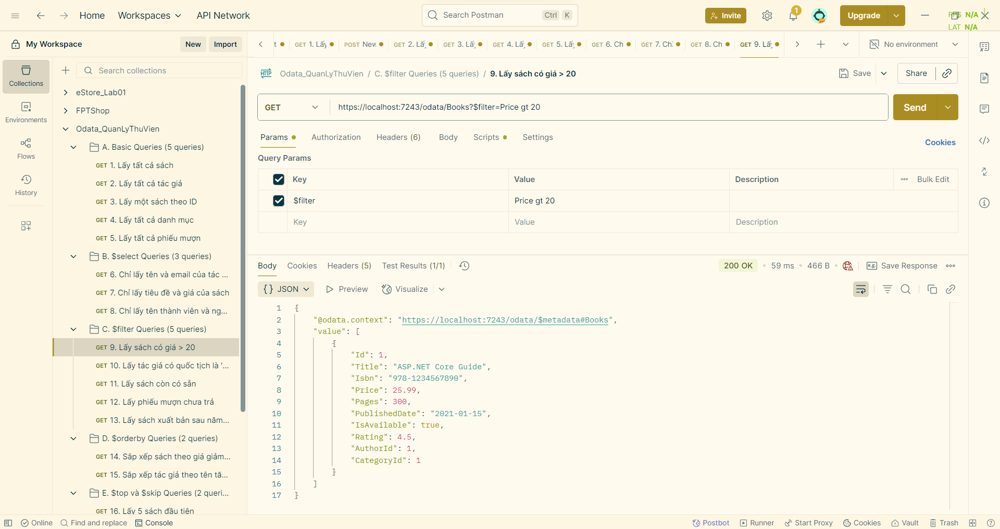 Home Workspaces API Network Search Postman Ctrl K Invite 1 Upgrade N/A
LAT N/A
My Workspace New Import
GET 1. Lấy POST New GET 2. Lấy GET 3. Lấy GET 4. Lấy GET 5. Lấy GET 6. Ch GET 7. Chỉ GET 8. Ch GET 9. Lấy No environment
Collections
Environments
Flows
History
Search collections
eStore_Lab01
FPTShop
Odata_QuanLyThuVien
A. Basic Queries (5 queries)
GET 1. Lấy tất cả sách
GET 2. Lấy tất cả tác giả
GET 3. Lấy một sách theo ID
GET 4. Lấy tất cả danh mục
GET 5. Lấy tất cả phiếu mượn
B. $select Queries (3 queries)
GET 6. Chỉ lấy tên và email của tác ...
GET 7. Chỉ lấy tiêu đề và giá của sách
GET 8. Chỉ lấy tên thành viên và ng...
C. $filter Queries (5 queries)
GET 9. Lấy sách có giá > 20
GET 10. Lấy tác giả có quốc tịch là '...
GET 11. Lấy sách còn có sẵn
GET 12. Lấy phiếu mượn chưa trả
GET 13. Lấy sách xuất bản sau năm...
D. $orderby Queries (2 queries)
GET 14. Sắp xếp sách theo giá giảm...
GET 15. Sắp xếp tác giả theo tên tă...
E. $top và $skip Queries (2 queri...
GET 16. Lấy 5 sách đầu tiên
HTTP Odata_QuanLyThuVien / C. $filter Queries (5 queries) / 9. Lấy sách có giá > 20 Save Share
GET https://localhost:7243/odata/Books?$filter=Price gt 20 Send
Params Authorization Headers (6) Body Scripts Settings Cookies
Query Params
Key Value Description Bulk Edit
$filter Price gt 20
Key Value Description
Body Cookies Headers (5) Test Results (1/1) 200 OK 59 ms 466 B e.g. Save Response
{} JSON Preview Visualize
1 {
2 "@odata.context": "https://localhost:7243/odata/$metadata#Books",
3 "value": [
4 {
5 "Id": 1,
6 "Title": "ASP.NET Core Guide",
7 "Isbn": "978-1234567890",
8 "Price": 25.99,
9 "Pages": 300,
10 "PublishedDate": "2021-01-15",
11 "IsAvailable": true,
12 "Rating": 4.5,
13 "AuthorId": 1,
14 "CategoryId": 1
15 }
16 ]
17 }
Online Find and replace Console Postbot Runner Start Proxy Cookies Vault Trash